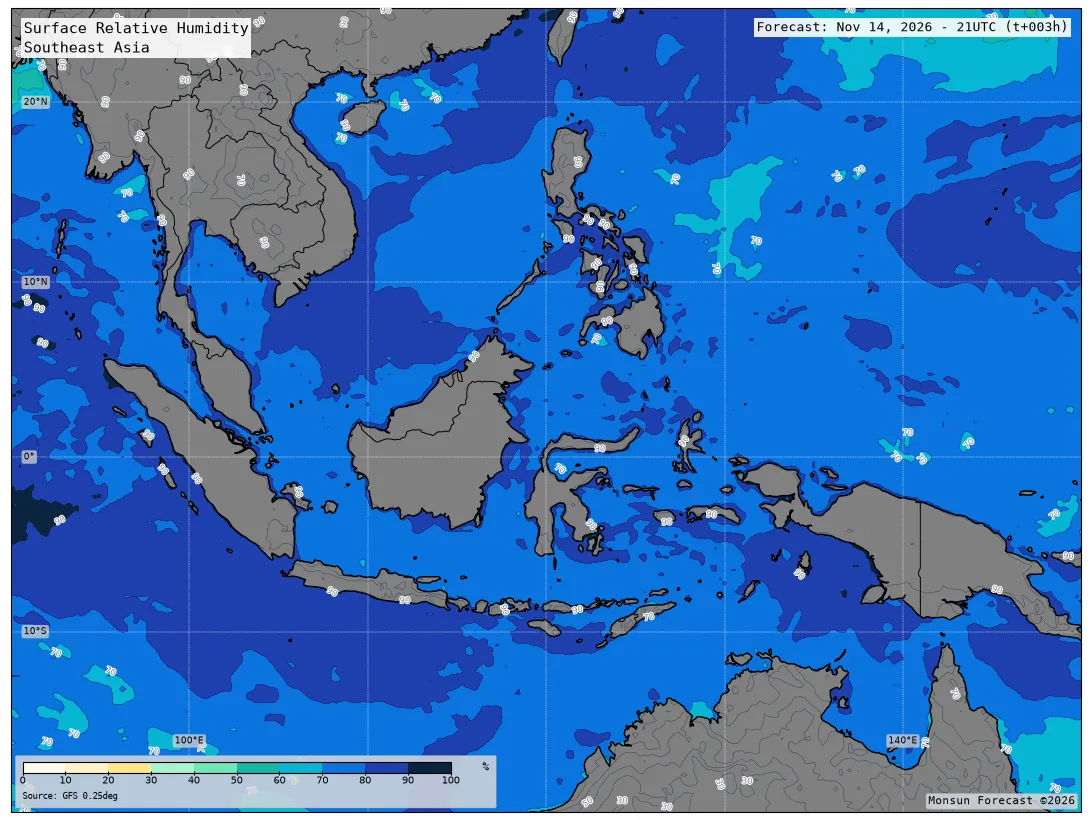 Surface Relative Humidity
Southeast Asia
Forecast: Nov 14, 2026 - 21UTC (t+003h)
20°N
10°N
0°
10°S
100°E
140°E
0 10 20 30 40 50 60 70 80 90 100
%
Source: GFS 0.25deg
Monsun Forecast ©2026